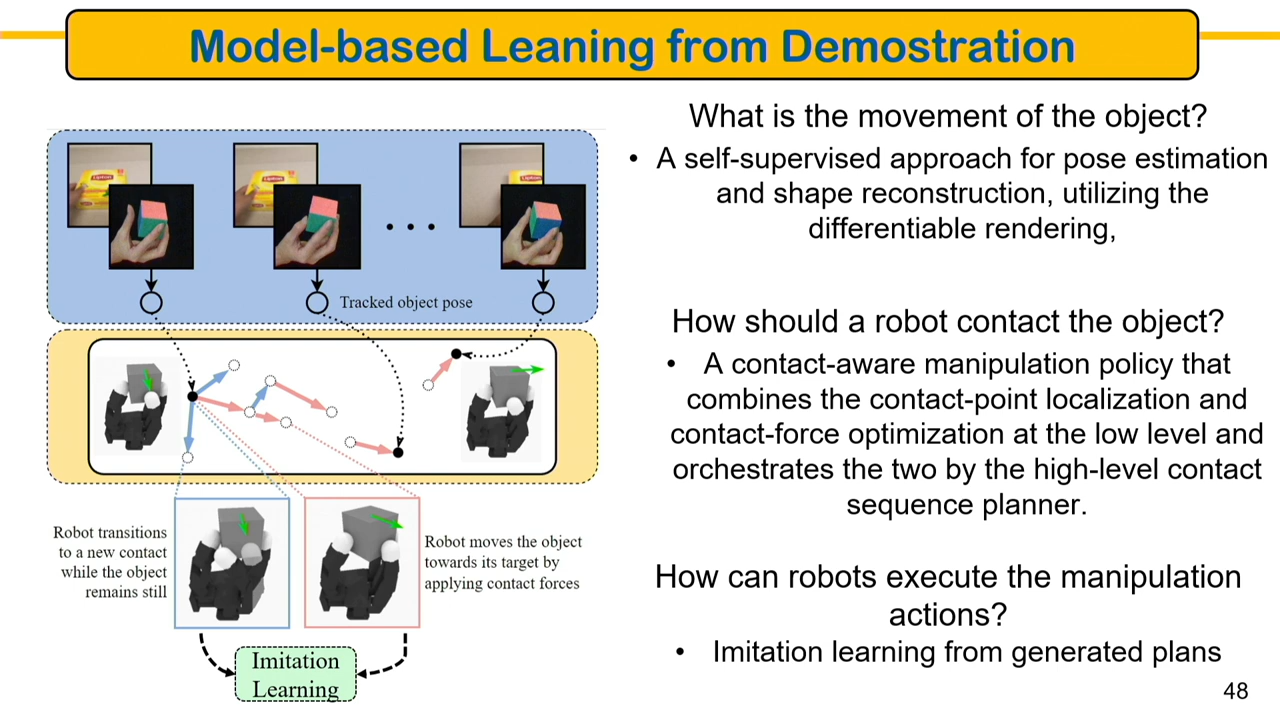 Model-based Leaning from Demostration
Lipton
Lipton
Lipton
Tracked object pose
Robot transitions
to a new contact
while the object
remains still
Robot moves the object
towards its target by
applying contact forces
Imitation
Learning
What is the movement of the object?
• A self-supervised approach for pose estimation
and shape reconstruction, utilizing the
differentiable rendering,
How should a robot contact the object?
• A contact-aware manipulation policy that
combines the contact-point localization and
contact-force optimization at the low level and
orchestrates the two by the high-level contact
sequence planner.
How can robots execute the manipulation
actions?
• Imitation learning from generated plans
48